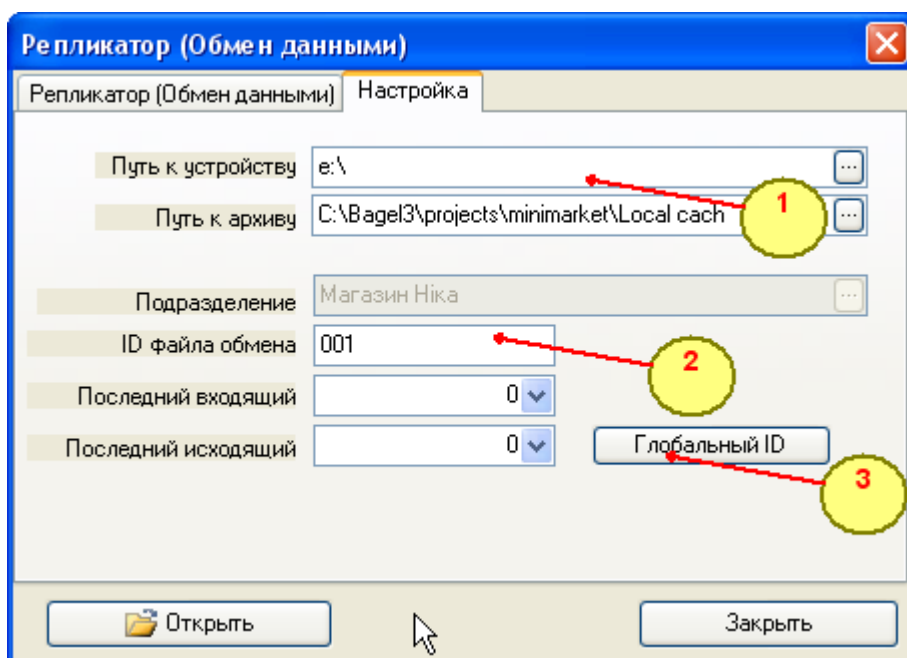 Репликатор (Обмен данными)
Репликатор (Обмен данными) Настройка
Путь к устройству e:\ ...
Путь к архиву C:\Bagel3\projects\minimarket\Local cach ...
1
Подразделение Магазин Ніка ...
ID файла обмена 001
2
Последний входящий 0
Последний исходящий 0 Глобальный ID
3
Открыть Закрыть